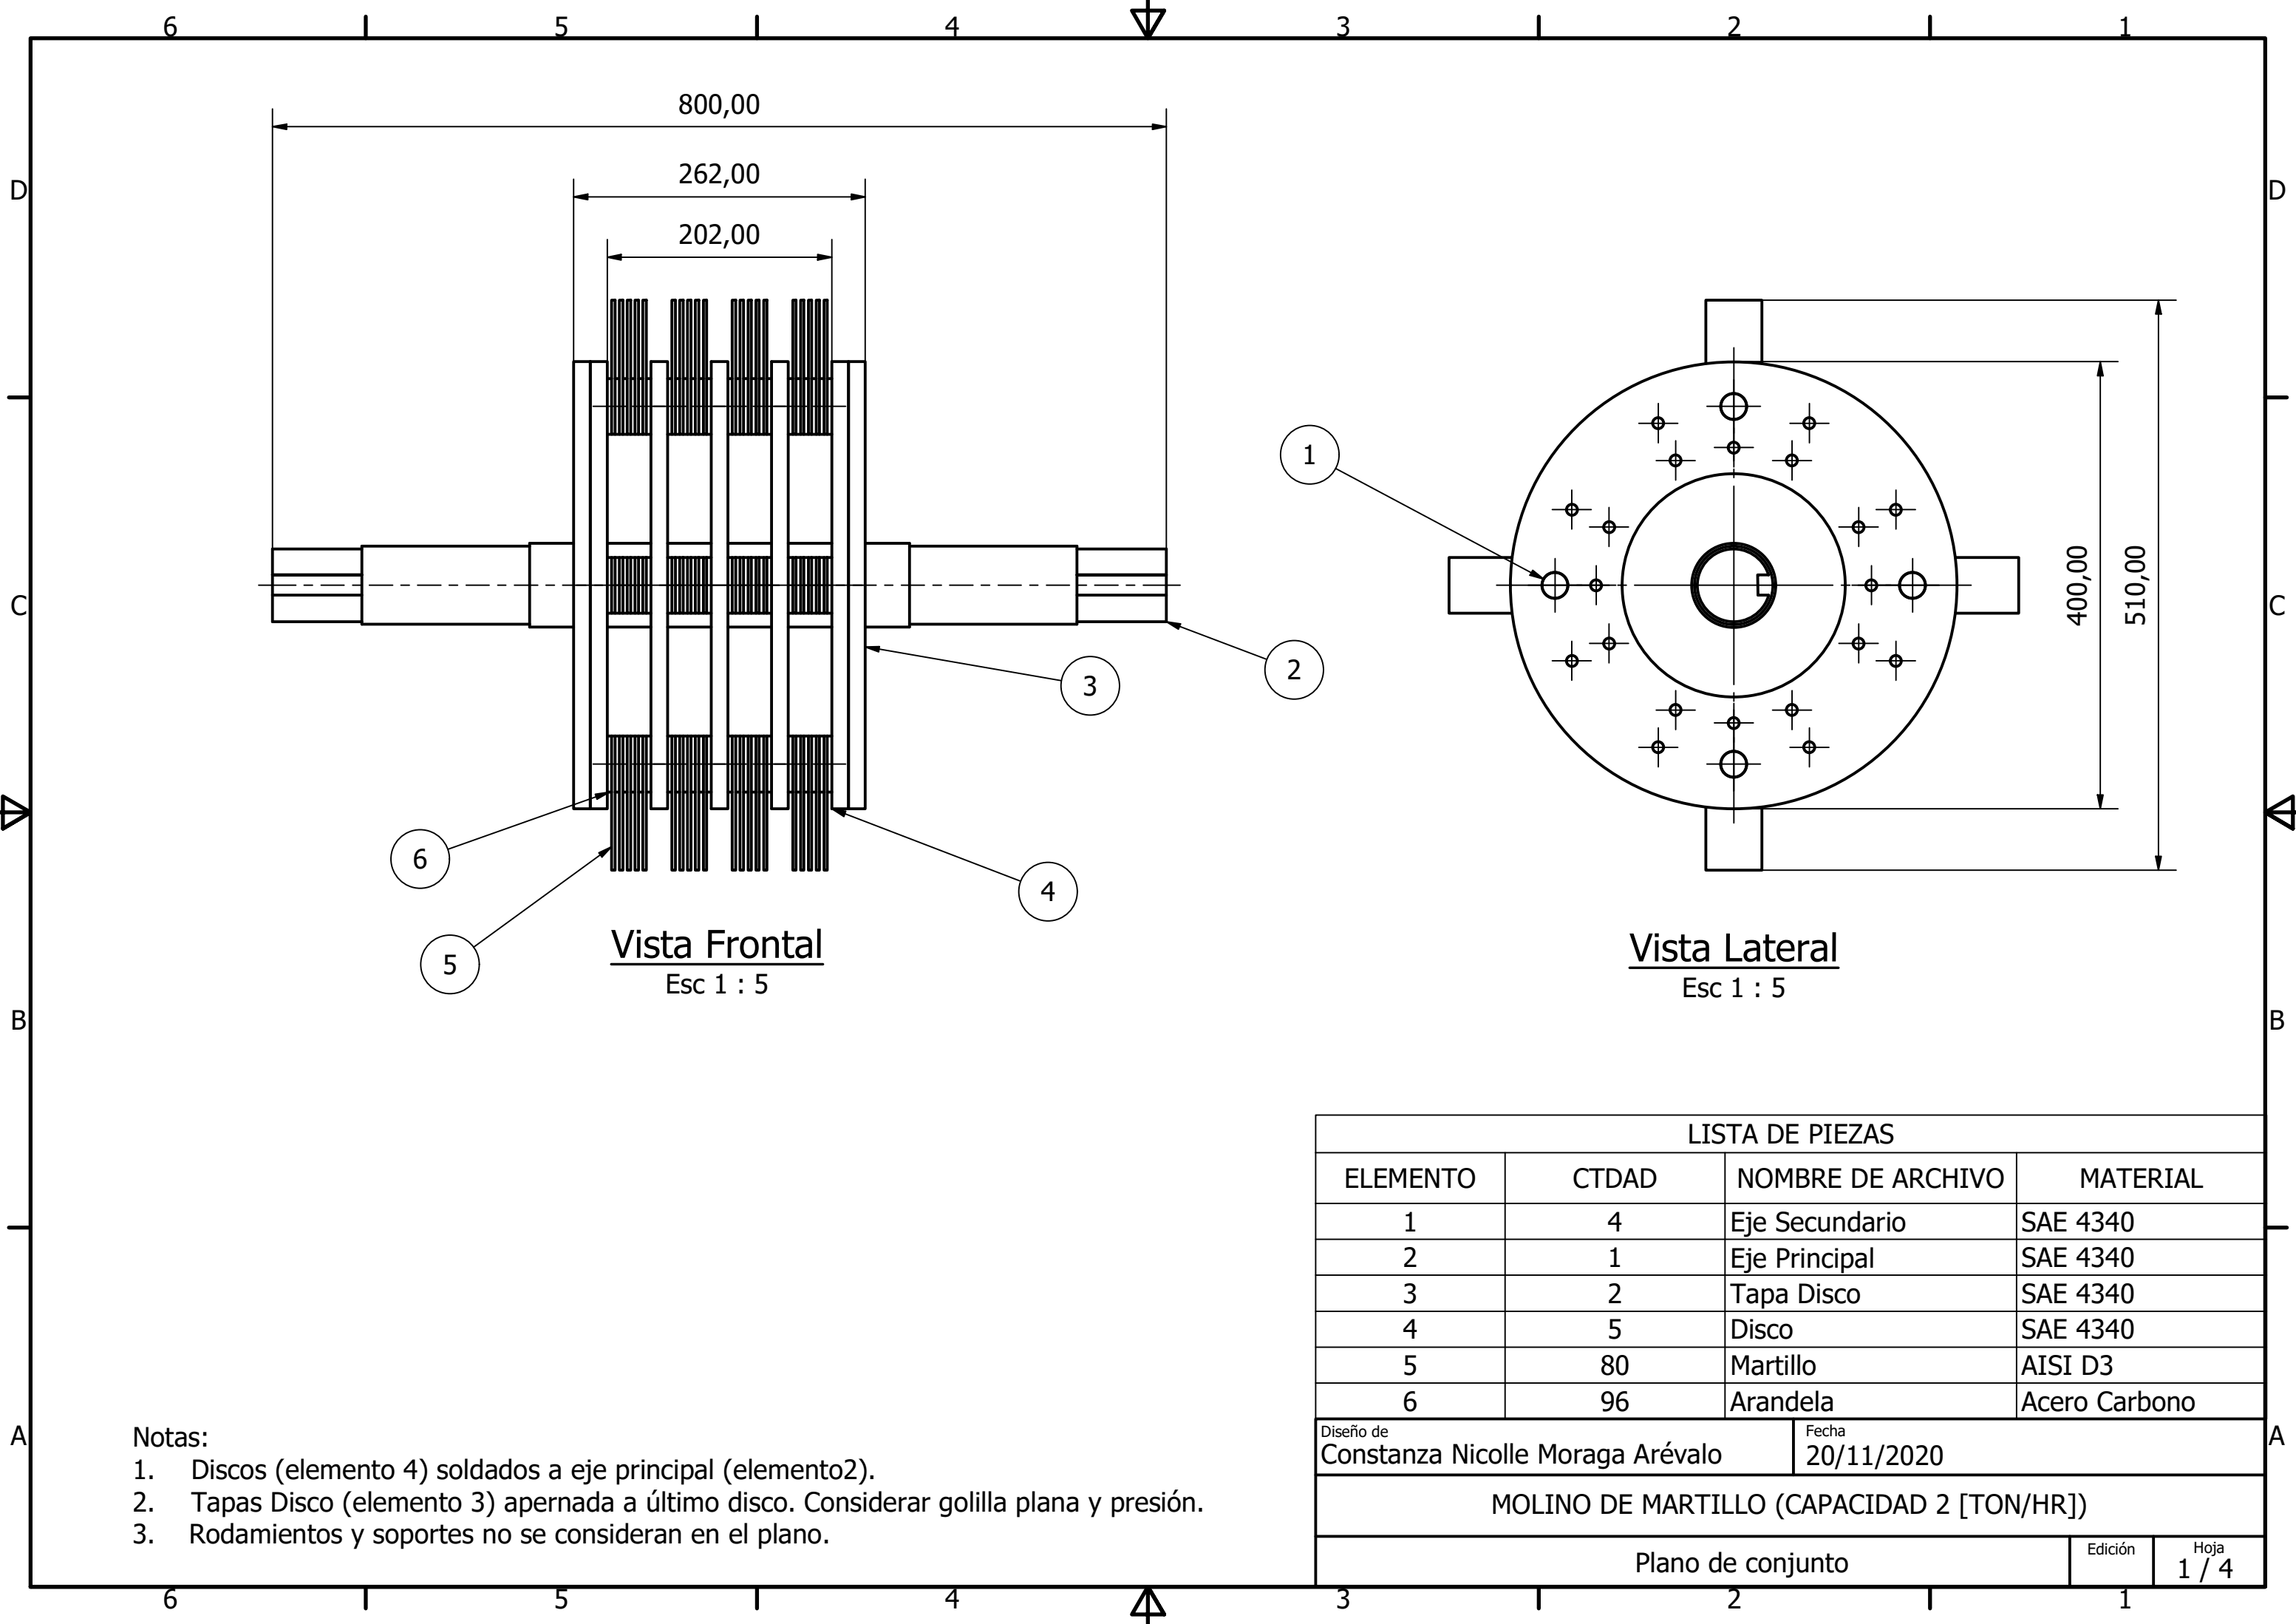 6 5 4 3 2 1
800,00
262,00
202,00
D D
1
2
3
400,00
510,00
C C
6
5
4
Vista Frontal
Esc 1 : 5
Vista Lateral
Esc 1 : 5
B B
LISTA DE PIEZAS
ELEMENTO CTDAD NOMBRE DE ARCHIVO MATERIAL
1 4 Eje Secundario SAE 4340
2 1 Eje Principal SAE 4340
3 2 Tapa Disco SAE 4340
4 5 Disco SAE 4340
5 80 Martillo AISI D3
6 96 Arandela Acero Carbono
A A
Notas:
1. Discos (elemento 4) soldados a eje principal (elemento2).
2. Tapas Disco (elemento 3) apernada a último disco. Considerar golilla plana y presión.
3. Rodamientos y soportes no se consideran en el plano.
Diseño de
Constanza Nicolle Moraga Arévalo
Fecha
20/11/2020
MOLINO DE MARTILLO (CAPACIDAD 2 [TON/HR])
Plano de conjunto
Edición
Hoja
1 / 4
6 5 4 3 2 1